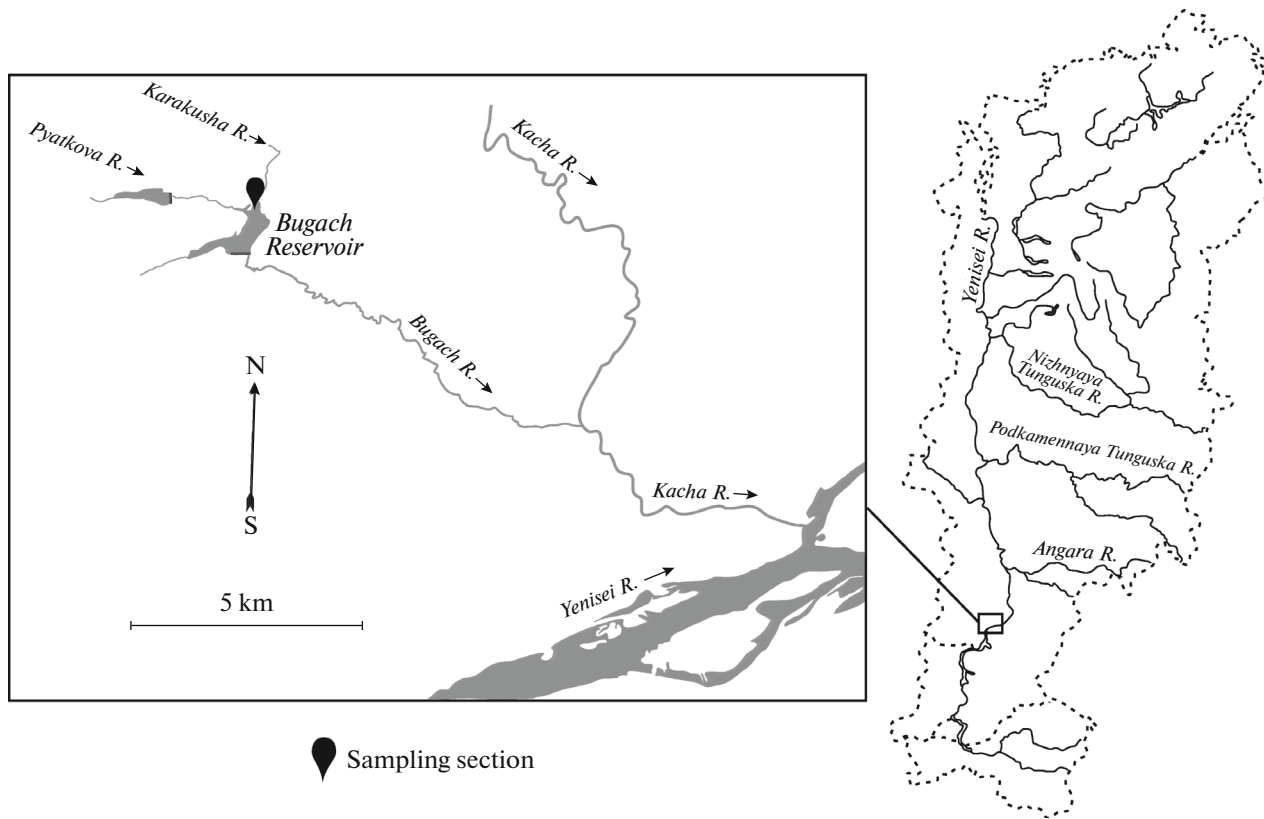 Karakusha R.
Pyatkova R.
Kacha R.
Bugach
Reservoir
Bugach R.
N
S
Kacha R.
Yenisei R.
5 km
Sampling section
Yenisei R.
Nizhnyaya
Tunguska R.
Podkamennaya Tunguska R.
Angara R.